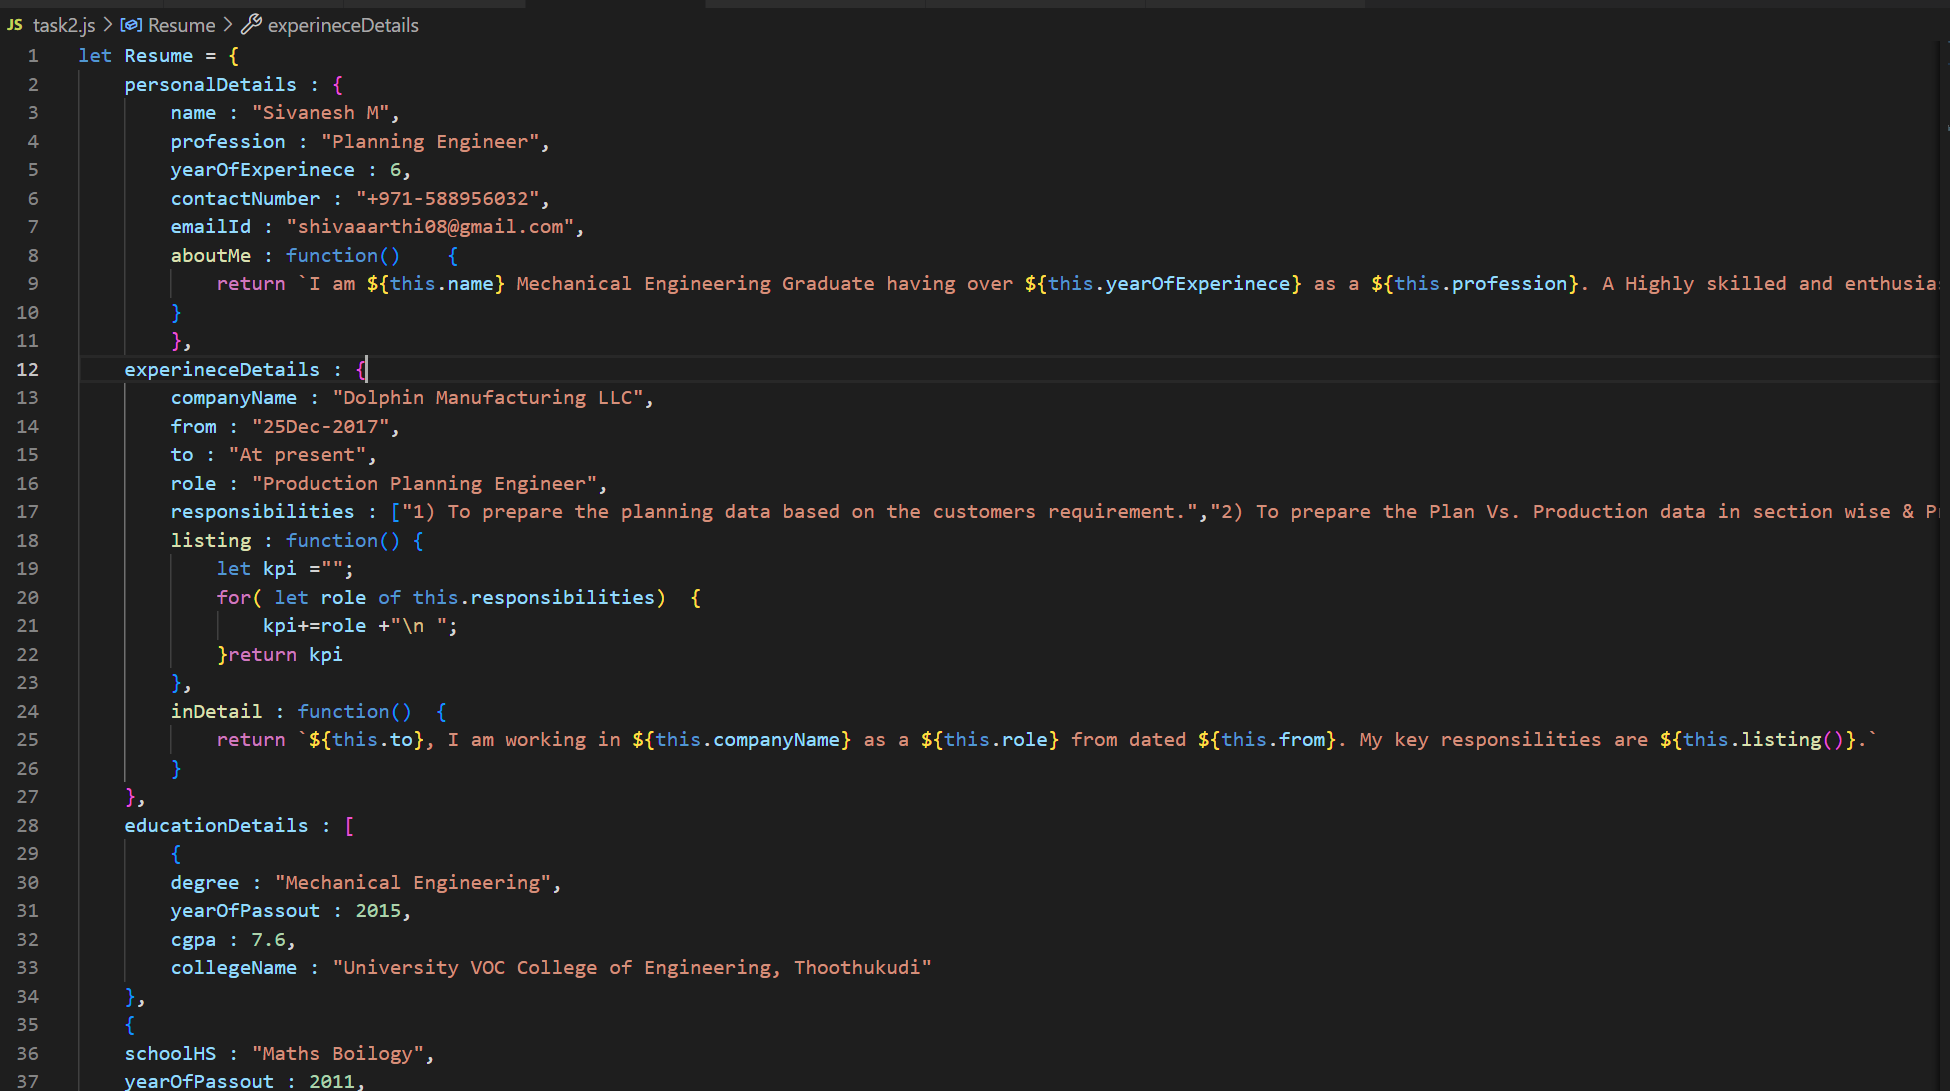 JS task2.js > Resume > experineceDetails
1 let Resume = {
2 personalDetails : {
3 name : "Sivanesh M",
4 profession : "Planning Engineer",
5 yearOfExperinece : 6,
6 contactNumber : "+971-588956032",
7 emailId : "shivaaarthi08@gmail.com",
8 aboutMe : function()    {
9 return `I am ${this.name} Mechanical Engineering Graduate having over ${this.yearOfExperinece} as a ${this.profession}. A Highly skilled and enthusia
10 }
11 },
12 experineceDetails : {
13 companyName : "Dolphin Manufacturing LLC",
14 from : "25Dec-2017",
15 to : "At present",
16 role : "Production Planning Engineer",
17 responsibilities : ["1) To prepare the planning data based on the customers requirement.","2) To prepare the Plan Vs. Production data in section wise & P
18 listing : function() {
19 let kpi ="";
20 for( let role of this.responsibilities)  {
21 kpi+=role +"\n ";
22 }return kpi
23 },
24 inDetail : function()  {
25 return `${this.to}, I am working in ${this.companyName} as a ${this.role} from dated ${this.from}. My key responsilities are ${this.listing()}.`
26 }
27 },
28 educationDetails : [
29 {
30 degree : "Mechanical Engineering",
31 yearOfPassout : 2015,
32 cgpa : 7.6,
33 collegeName : "University VOC College of Engineering, Thoothukudi"
34 },
35 {
36 schoolHS : "Maths Boilogy",
37 yearOfPassout : 2011,